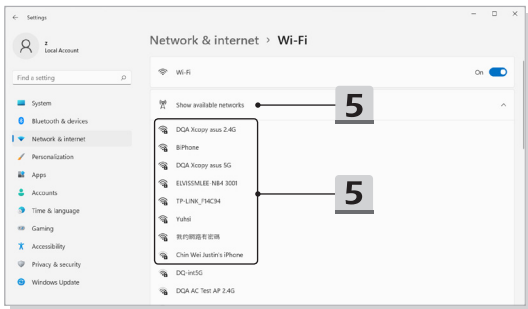 Settings
z
Local Account
Find a setting
System
Bluetooth & devices
Network & internet
Personalization
Apps
Accounts
Time & language
Gaming
Accessibility
Privacy & security
Windows Update
Network & internet > Wi-Fi
Wi-Fi
On
Show available networks
5
DQA Xcopy asus 2.4G
BiPhone
DQA Xcopy asus 5G
ELVISSMLEE-NB4 3001
TP-LINK_F14C94
Yuhsi
我的網路有密碼
Chin Wei Justin's iPhone
5
DQ-int5G
DQA AC Test AP 2.4G